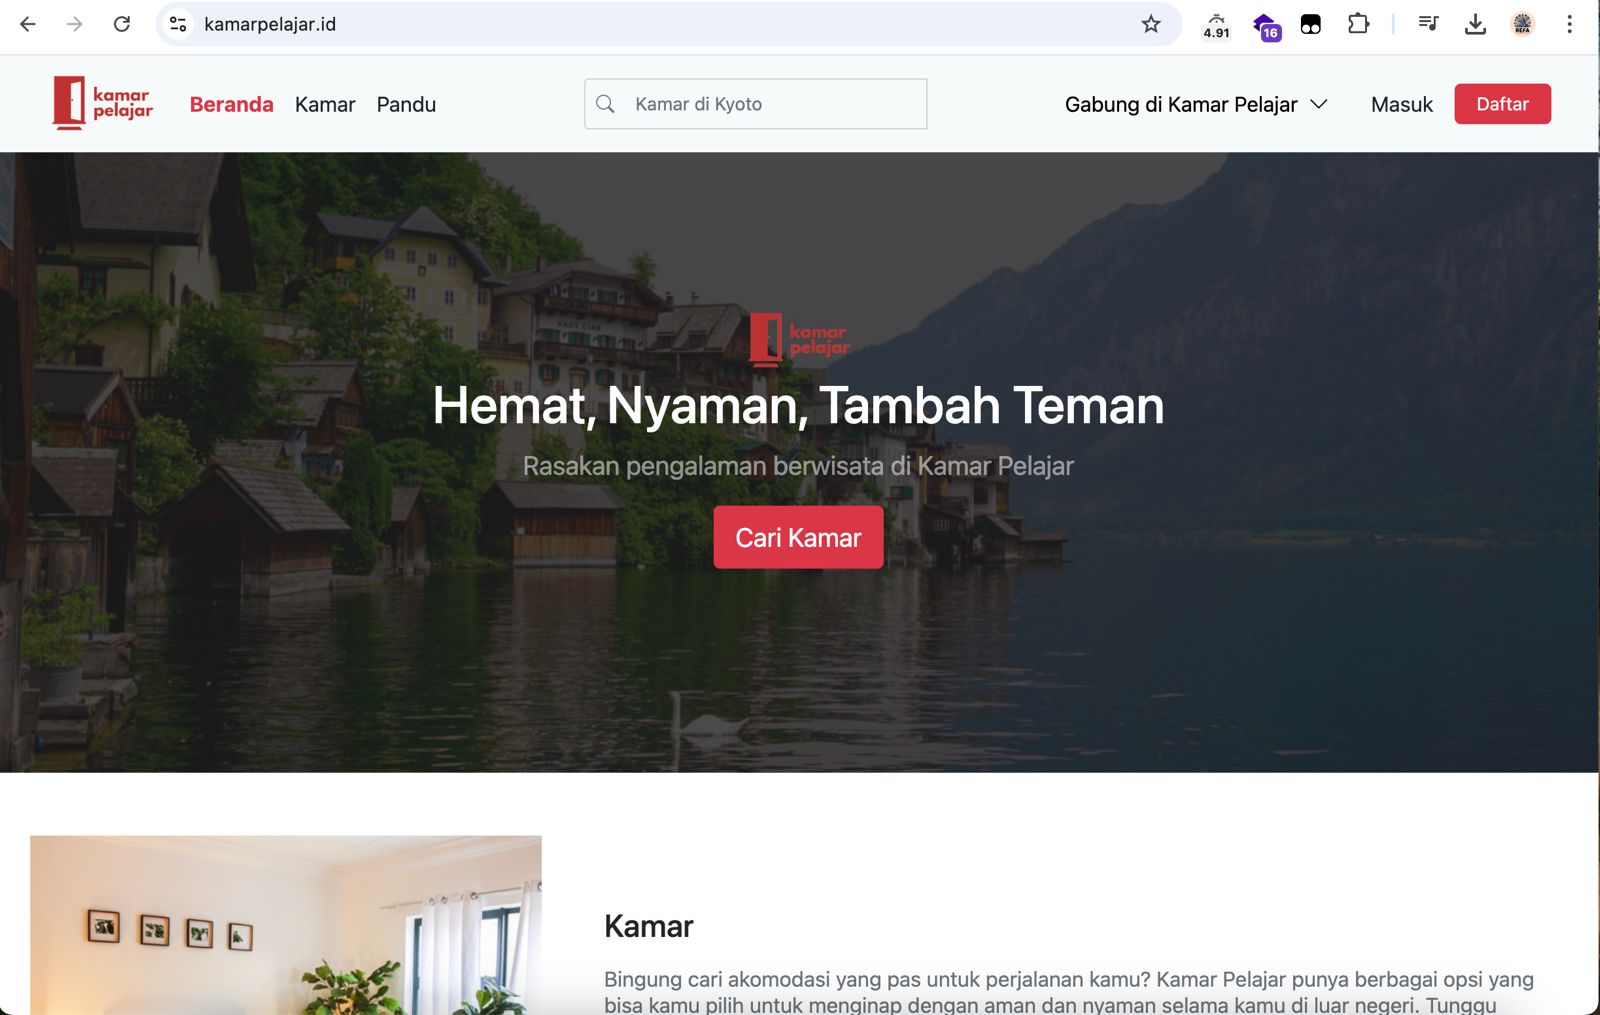 kamarpelajar.id
4.91
16
REFA
kamar
pelajar
Beranda
Kamar
Pandu
Kamar di Kyoto
Gabung di Kamar Pelajar
Masuk
Daftar
HAUS CIAN
kamar
pelajar
Hemat, Nyaman, Tambah Teman
Rasakan pengalaman berwisata di Kamar Pelajar
Cari Kamar
Kamar
Bingung cari akomodasi yang pas untuk perjalanan kamu? Kamar Pelajar punya berbagai opsi yang
bisa kamu pilih untuk menginap dengan aman dan nyaman selama kamu di luar negeri. Tunggu